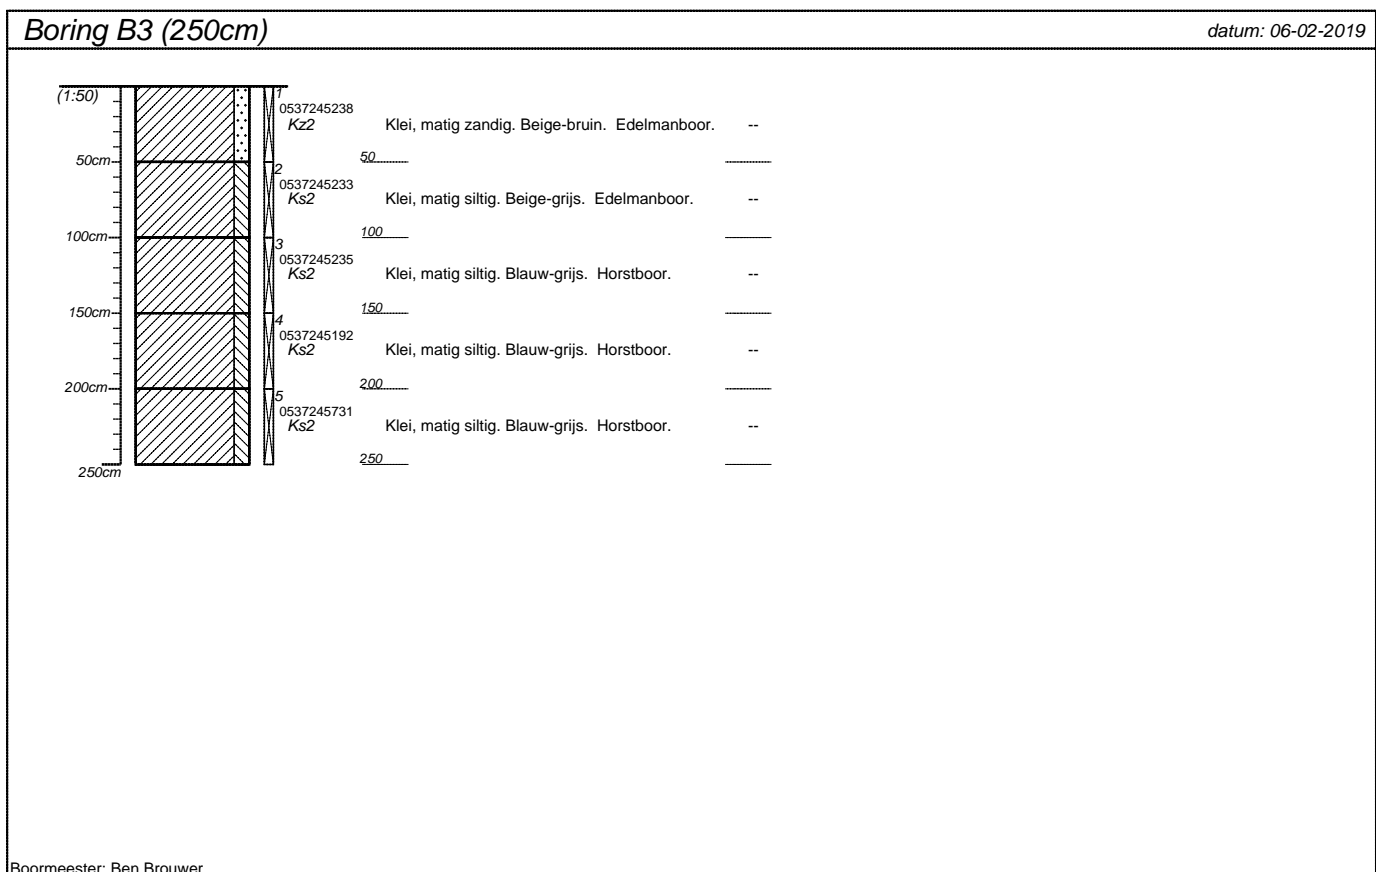 Boring B3 (250cm)
datum: 06-02-2019
(1:50)
1
0537245238
Kz2 Klei, matig zandig. Beige-bruin. Edelmanboor. --
50cm 50
2
0537245233
Ks2 Klei, matig siltig. Beige-grijs. Edelmanboor. --
100cm 100
3
0537245235
Ks2 Klei, matig siltig. Blauw-grijs. Horstboor. --
150cm 150
4
0537245192
Ks2 Klei, matig siltig. Blauw-grijs. Horstboor. --
200cm 200
5
0537245731
Ks2 Klei, matig siltig. Blauw-grijs. Horstboor. --
250cm 250
Boormeester: Ben Brouwer